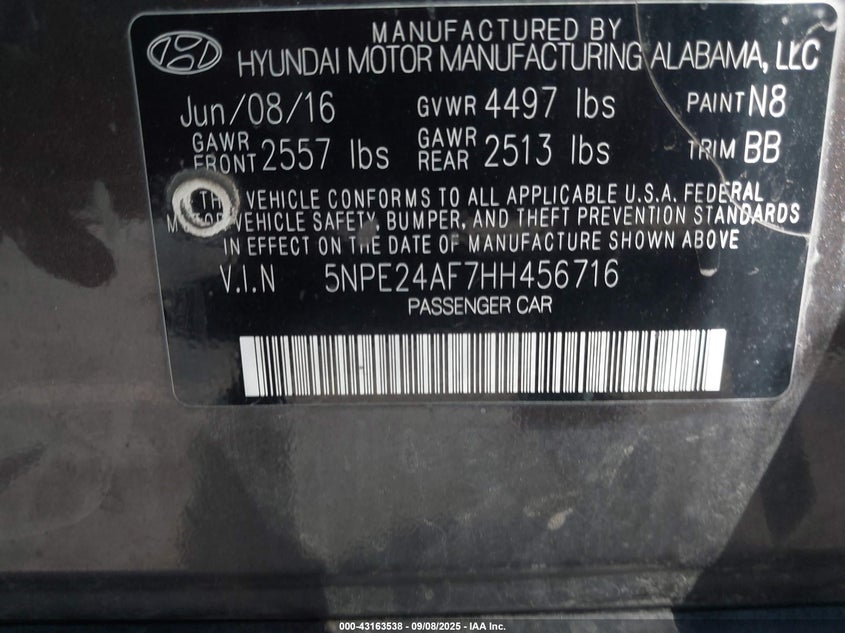 MANUFACTURED BY
HYUNDAI MOTOR MANUFACTURING ALABAMA, LLC
Jun/08/16 GVWR 4497 lbs PAINT N8
GAWR FRONT 2557 lbs GAWR REAR 2513 lbs TRIM BB
VEHICLE CONFORMS TO ALL APPLICABLE U.S.A. FEDERAL
VEHICLE SAFETY, BUMPER, AND THEFT PREVENTION STANDARDS
IN EFFECT ON THE DATE OF MANUFACTURE SHOWN ABOVE
V.I.N 5NPE24AF7HH456716
PASSENGER CAR
000-43163538 - 09/08/2025 - IAA Inc.